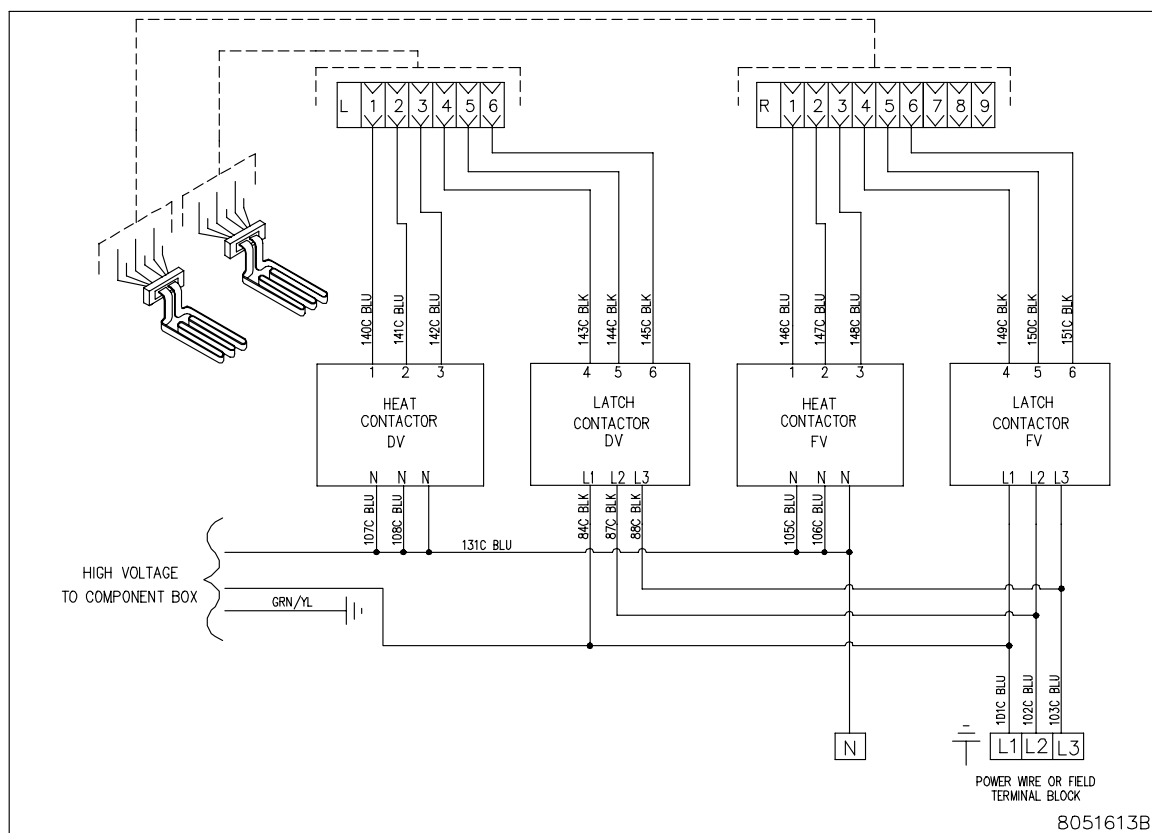 L 1 2 3 4 5 6
R 1 2 3 4 5 6 7 8 9
140C BLU
141C BLU
142C BLU
143C BLK
144C BLK
145C BLK
146C BLU
147C BLU
148C BLU
149C BLK
150C BLK
151C BLK
1 2 3
HEAT
CONTACTOR
DV
N N N
4 5 6
LATCH
CONTACTOR
DV
L1 L2 L3
1 2 3
HEAT
CONTACTOR
FV
N N N
4 5 6
LATCH
CONTACTOR
FV
L1 L2 L3
107C BLU
108C BLU
84C BLK
87C BLK
88C BLK
105C BLU
106C BLU
131C BLU
HIGH VOLTAGE
TO COMPONENT BOX
GRN/YL
101C BLU
102C BLU
103C BLU
N
L1 L2 L3
POWER WIRE OR FIELD
TERMINAL BLOCK
8051613B